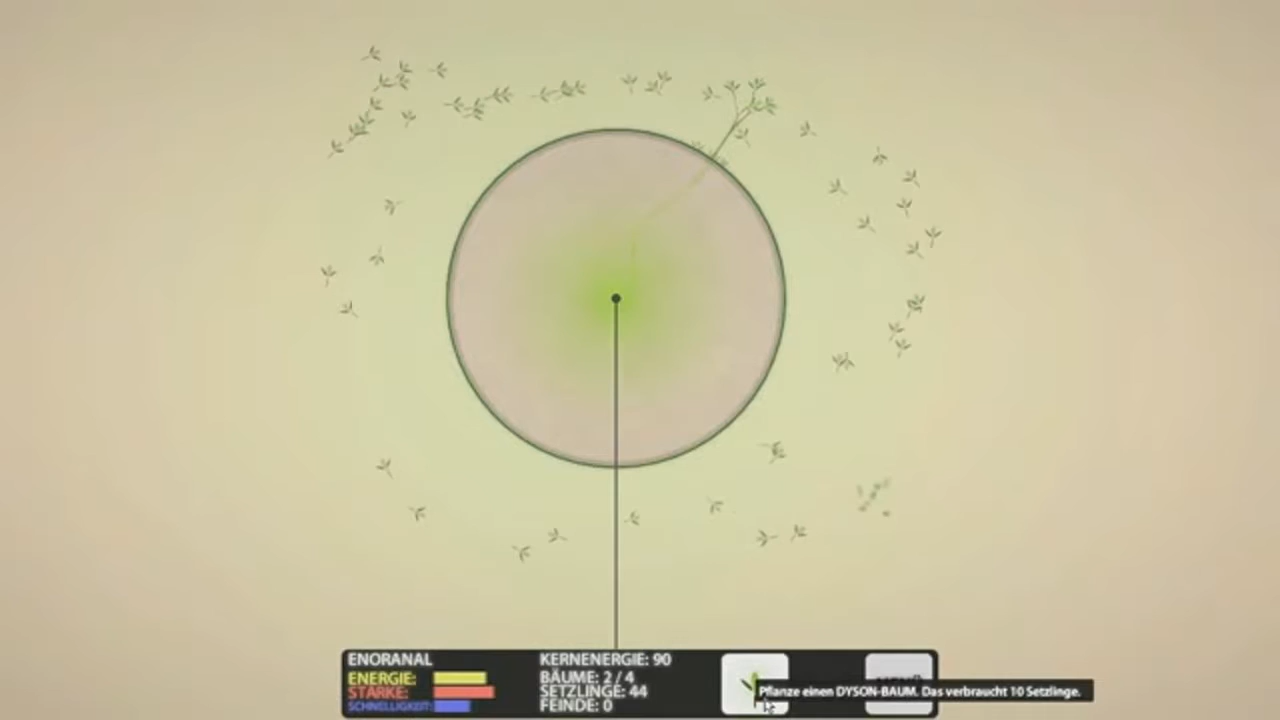 ENORANAL
ENERGIE:
STÄRKE:
SCHNELLIGKEIT:
KERNENERGIE: 90
BÄUME: 2 / 4
SETZLINGE: 44
FEINDE: 0
Pflanze einen DYSON-BAUM. Das verbraucht 10 Setzlinge.